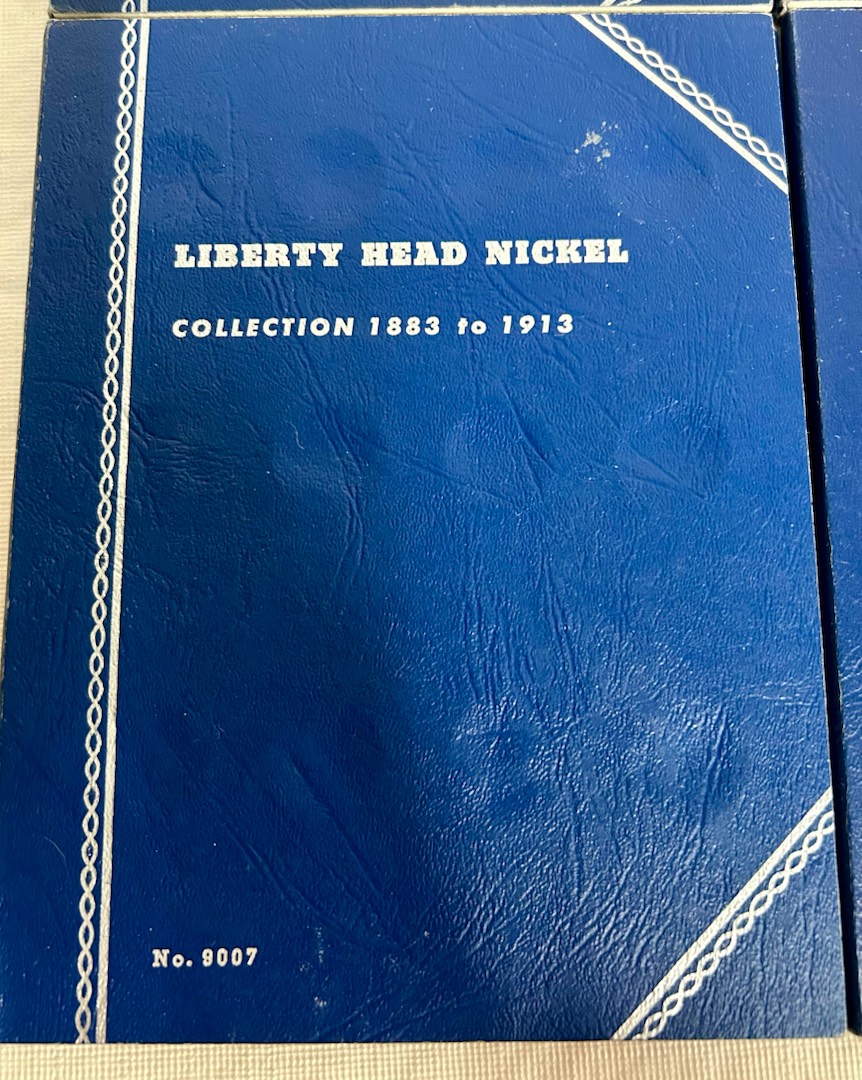 LIBERTY HEAD NICKEL
COLLECTION 1883 to 1913
No. 9007